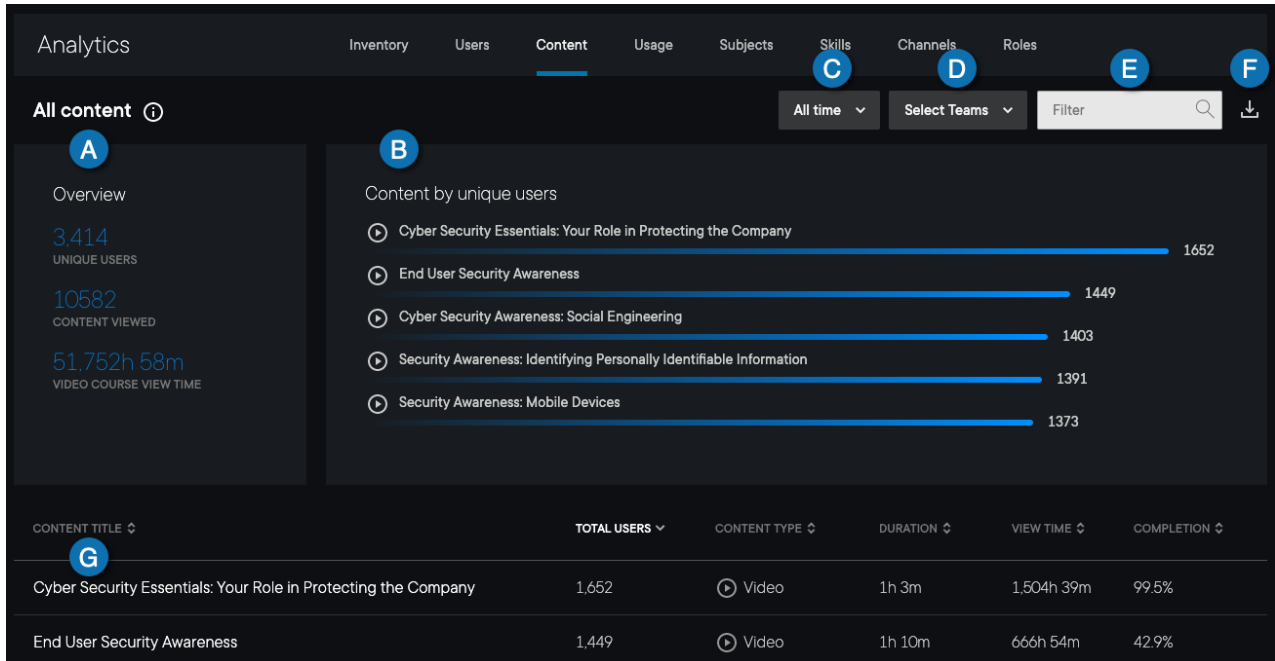 Analytics Inventory Users Content Usage Subjects Skills Channels Roles
C D E F
All content All time Select Teams Filter
A B
Overview
3,414
UNIQUE USERS
10582
CONTENT VIEWED
51,752h 58m
VIDEO COURSE VIEW TIME
Content by unique users
Cyber Security Essentials: Your Role in Protecting the Company
1652
End User Security Awareness
1449
Cyber Security Awareness: Social Engineering
1403
Security Awareness: Identifying Personally Identifiable Information
1391
Security Awareness: Mobile Devices
1373
CONTENT TITLE TOTAL USERS CONTENT TYPE DURATION VIEW TIME COMPLETION
G
Cyber Security Essentials: Your Role in Protecting the Company 1,652 Video 1h 3m 1,504h 39m 99.5%
End User Security Awareness 1,449 Video 1h 10m 666h 54m 42.9%